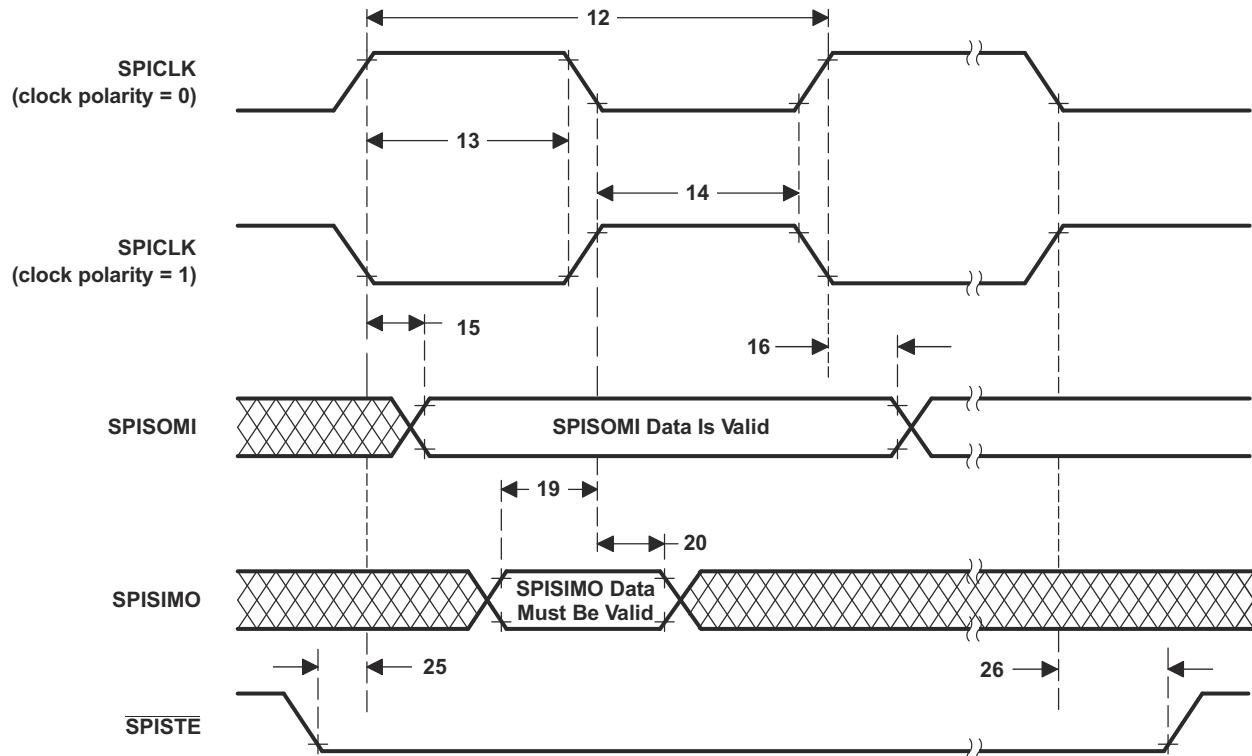 12
SPICLK
(clock polarity = 0)
13
14
SPICLK
(clock polarity = 1)
15
16
SPISOMI
SPISOMI Data Is Valid
19
20
SPISIMO
SPISIMO Data
Must Be Valid
25
26
SPISTE